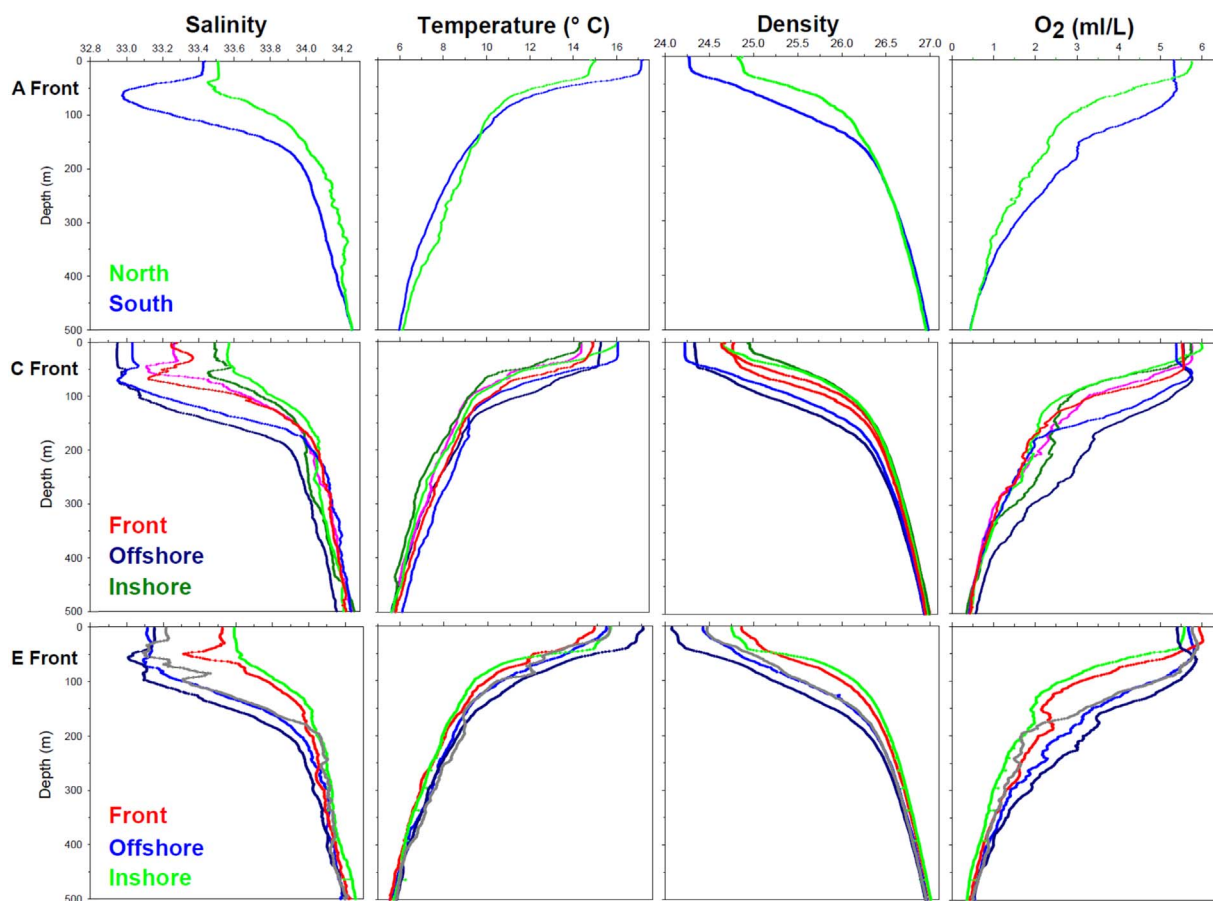 Salinity Temperature (° C) Density O2 (ml/L)
32.8 33.0 33.2 33.4 33.6 33.8 34.0 34.2 6 8 10 12 14 16 24.0 24.5 25.0 25.5 26.0 26.5 27.0 0 1 2 3 4 5 6
A Front
0
100
200
300
400
500
Depth (m)
North
South
C Front
0
100
200
300
400
500
Depth (m)
Front
Offshore
Inshore
E Front
0
100
200
300
400
500
Depth (m)
Front
Offshore
Inshore